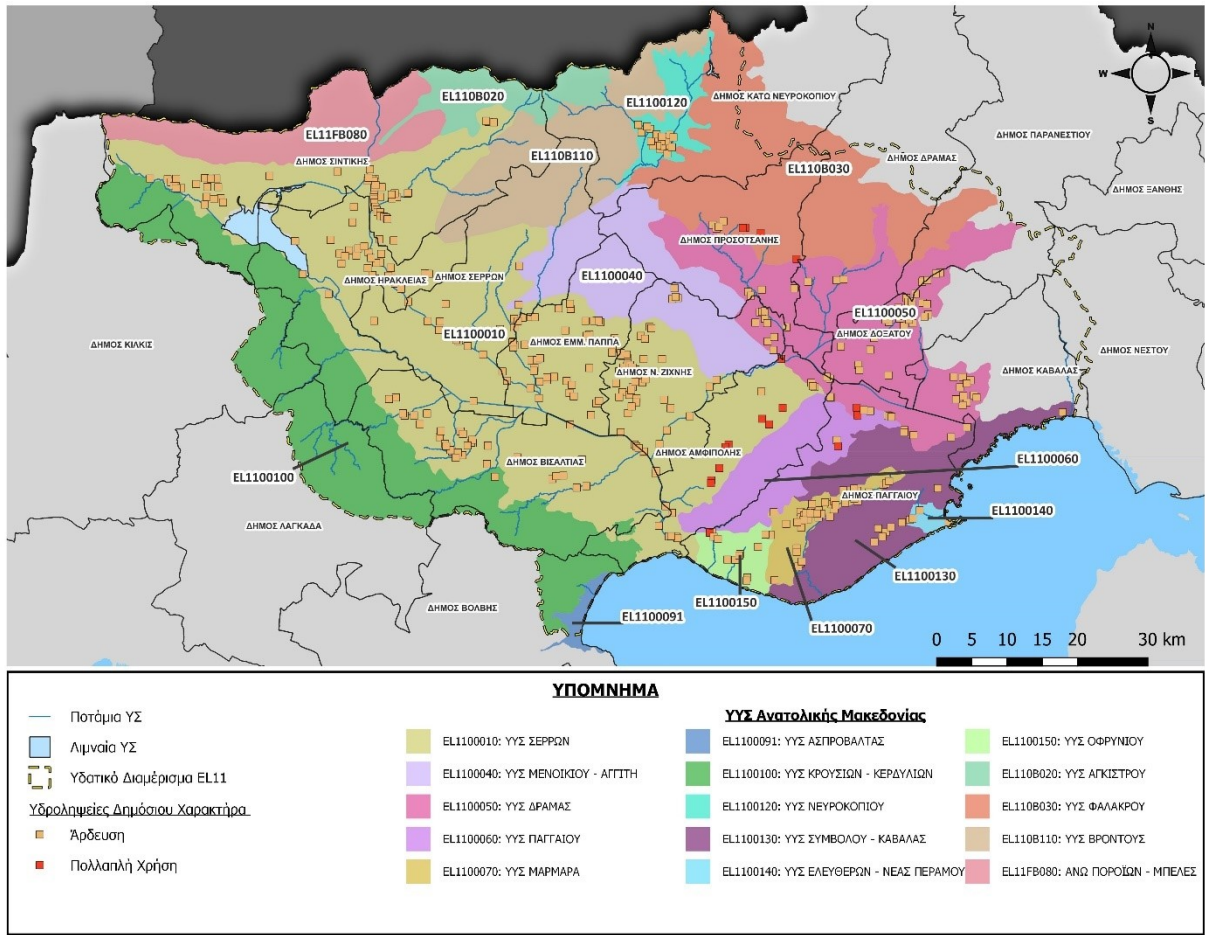 N
W
E
S
ΔΗΜΟΣ ΚΑΤΩ ΝΕΥΡΟΚΟΠΙΟΥ
EL110B020
EL1100120
ΔΗΜΟΣ ΠΑΡΑΝΕΣΤΙΟΥ
EL11FB080
EL110B110
ΔΗΜΟΣ ΔΡΑΜΑΣ
ΔΗΜΟΣ ΣΙΝΤΙΚΗΣ
EL110B030
ΔΗΜΟΣ ΞΑΝΘΗΣ
ΔΗΜΟΣ ΠΡΟΣΟΤΣΑΝΗΣ
ΔΗΜΟΣ ΗΡΑΚΛΕΙΑΣ
ΔΗΜΟΣ ΣΕΡΡΩΝ
EL1100040
EL1100050
EL1100010
ΔΗΜΟΣ ΔΟΞΑΤΟΥ
ΔΗΜΟΣ ΚΙΛΚΙΣ
ΔΗΜΟΣ ΕΜΜ. ΠΑΠΠΑ
ΔΗΜΟΣ ΝΕΣΤΟΥ
ΔΗΜΟΣ Ν. ΖΙΧΝΗΣ
ΔΗΜΟΣ ΚΑΒΑΛΑΣ
ΔΗΜΟΣ ΑΜΦΙΠΟΛΗΣ
ΔΗΜΟΣ ΒΙΣΑΛΤΙΑΣ
EL1100060
EL1100100
ΔΗΜΟΣ ΠΑΓΓΑΙΟΥ
EL1100140
ΔΗΜΟΣ ΛΑΓΚΑΔΑ
EL1100130
EL1100150
ΔΗΜΟΣ ΒΟΛΒΗΣ
EL1100091
EL1100070
0 5 10 15 20 30 km
ΥΠΟΜΝΗΜΑ
Ποτάμια ΥΣ
Λιμναία ΥΣ
Υδατικό Διαμέρισμα EL11
Υδροληψείες Δημόσιου Χαρακτήρα
Άρδευση
Πολλαπλή Χρήση
ΥΥΣ Ανατολικής Μακεδονίας
EL1100010: ΥΥΣ ΣΕΡΡΩΝ
EL1100040: ΥΥΣ ΜΕΝΟΙΚΙΟΥ - ΑΓΓΙΤΗ
EL1100050: ΥΥΣ ΔΡΑΜΑΣ
EL1100060: ΥΥΣ ΠΑΓΓΑΙΟΥ
EL1100070: ΥΥΣ ΜΑΡΜΑΡΑ
EL1100091: ΥΥΣ ΑΣΠΡΟΒΑΛΤΑΣ
EL1100100: ΥΥΣ ΚΡΟΥΣΙΩΝ - ΚΕΡΔΥΛΙΩΝ
EL1100120: ΥΥΣ ΝΕΥΡΟΚΟΠΙΟΥ
EL1100130: ΥΥΣ ΣΥΜΒΟΛΟΥ - ΚΑΒΑΛΑΣ
EL1100140: ΥΥΣ ΕΛΕΥΘΕΡΩΝ - ΝΕΑΣ ΠΕΡΑΜΟΥ
EL1100150: ΥΥΣ ΟΦΡΥΝΙΟΥ
EL110B020: ΥΥΣ ΑΓΚΙΣΤΡΟΥ
EL110B030: ΥΥΣ ΦΑΛΑΚΡΟΥ
EL110B110: ΥΥΣ ΒΡΟΝΤΟΥΣ
EL11FB080: ΑΝΩ ΠΟΡΟΪΩΝ - ΜΠΕΛΕΣ